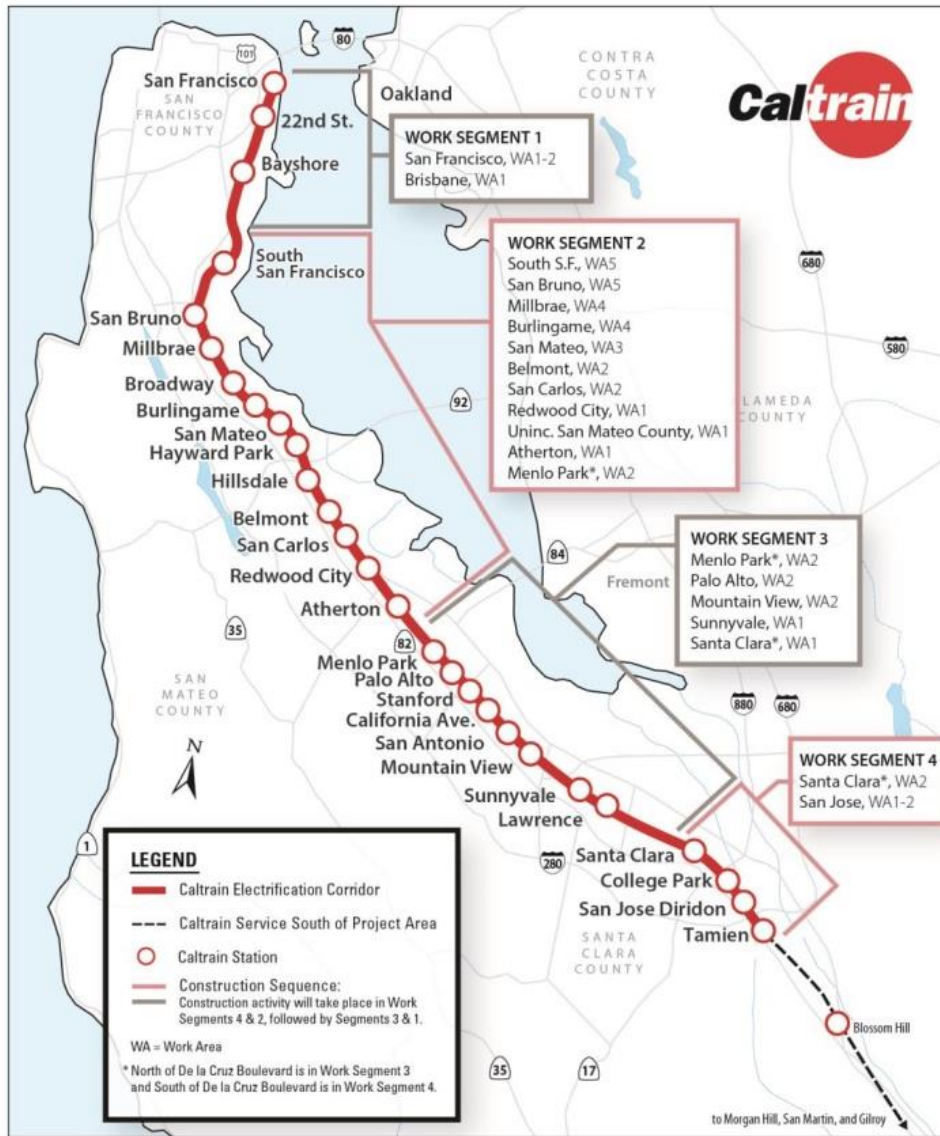 Caltrain
101
80
CONTRA
COSTA
COUNTY
San Francisco
SAN
FRANCISCO
COUNTY
Oakland
22nd St.
Bayshore
WORK SEGMENT 1
San Francisco, WA1-2
Brisbane, WA1
South
San Francisco
WORK SEGMENT 2
South S.F., WA5
San Bruno, WA5
Millbrae, WA4
Burlingame, WA4
San Mateo, WA3
Belmont, WA2
San Carlos, WA2
Redwood City, WA1
Uninc. San Mateo County, WA1
Atherton, WA1
Menlo Park*, WA2
680
580
LAMEDA
COUNTY
San Bruno
Millbrae
Broadway
92
Burlingame
San Mateo
Hayward Park
Hillsdale
Belmont
San Carlos
Redwood City
Atherton
84
Fremont
WORK SEGMENT 3
Menlo Park*, WA2
Palo Alto, WA2
Mountain View, WA2
Sunnyvale, WA1
Santa Clara*, WA1
35
82
SAN
MATEO
COUNTY
Menlo Park
Palo Alto
Stanford
California Ave.
San Antonio
Mountain View
880
680
N
WORK SEGMENT 4
Santa Clara*, WA2
San Jose, WA1-2
Sunnyvale
Lawrence
1
280
Santa Clara
College Park
San Jose Diridon
Tamien
SANTA
CLARA
COUNTY
LEGEND
Caltrain Electrification Corridor
Caltrain Service South of Project Area
Caltrain Station
Construction Sequence:
Construction activity will take place in Work
Segments 4 & 2, followed by Segments 3 & 1.
WA = Work Area
* North of De la Cruz Boulevard is in Work Segment 3
and South of De la Cruz Boulevard is in Work Segment 4.
Blossom Hill
35
17
to Morgan Hill, San Martin, and Gilroy